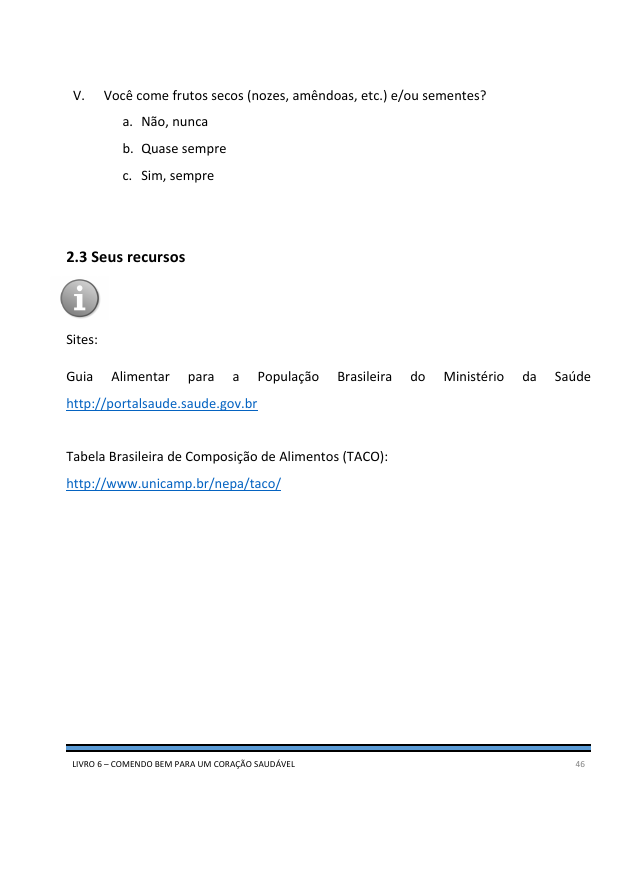 V. Você come frutos secos (nozes, amêndoas, etc.) e/ou sementes?
a. Não, nunca
b. Quase sempre
c. Sim, sempre
2.3 Seus recursos
i
Sites:
Guia Alimentar para a População Brasileira do Ministério da Saúde
http://portalsaude.saude.gov.br
Tabela Brasileira de Composição de Alimentos (TACO):
http://www.unicamp.br/nepa/taco/
LIVRO 6 – COMENDO BEM PARA UM CORAÇÃO SAUDÁVEL 46